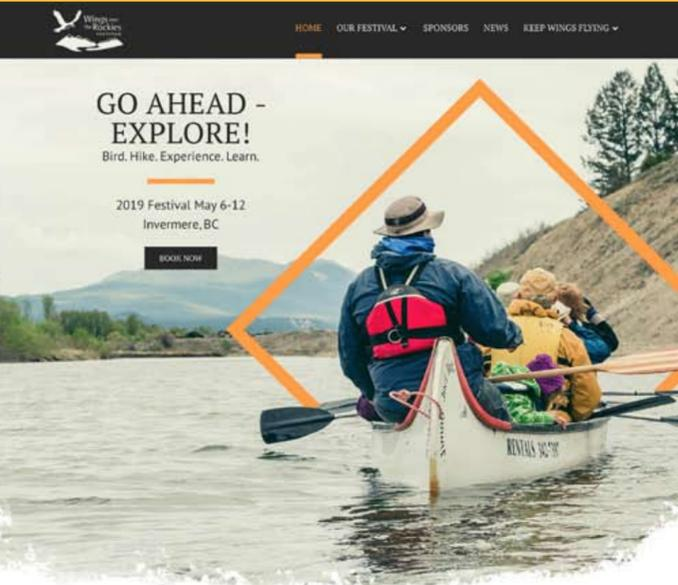 Wings over
the Rockies
FESTIVAL
HOME OUR FESTIVAL SPONSORS NEWS KEEP WINGS FLYING
GO AHEAD -
EXPLORE!
Bird. Hike. Experience. Learn.
2019 Festival May 6-12
Invermere, BC
BOOK NOW
RENTALS